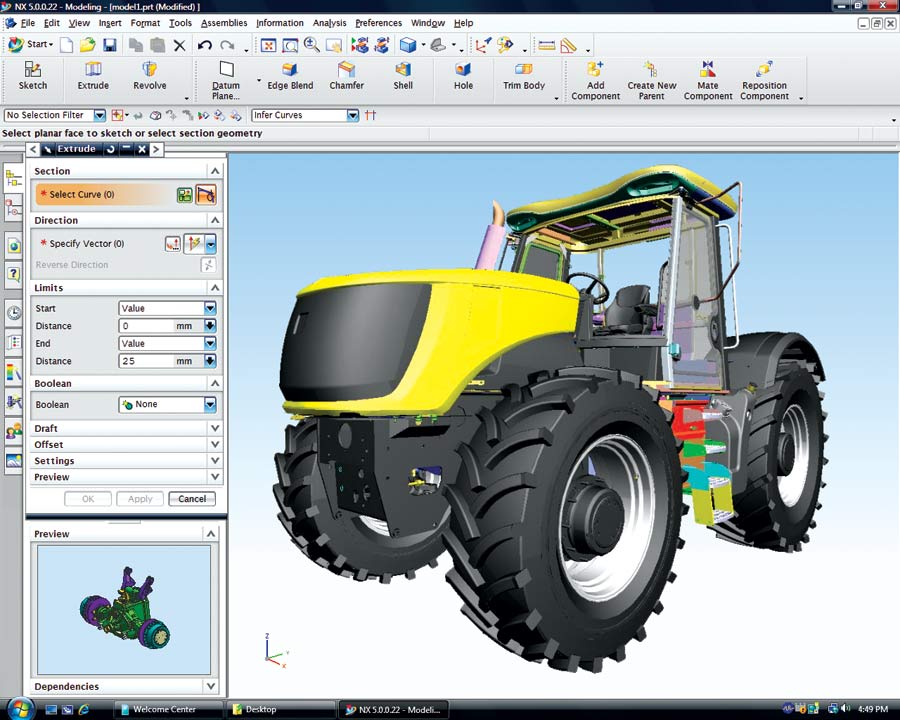 NX 5.0.0.22 - Modeling - [model1.prt (Modified) ]
File Edit View Insert Format Tools Assemblies Information Analysis Preferences Window Help
Start
Sketch Extrude Revolve Datum Plane... Edge Blend Chamfer Shell Hole Trim Body Add Component Create New Parent Mate Component Reposition Component
No Selection Filter Infer Curves
Select planar face to sketch or select section geometry
Extrude
Section
* Select Curve (0)
Direction
* Specify Vector (0)
Reverse Direction
Limits
Start Value
Distance 0 mm
End Value
Distance 25 mm
Boolean
Boolean None
Draft
Offset
Settings
Preview
OK Apply Cancel
Preview
Dependencies
Z
Y
X
Welcome Center Desktop NX 5.0.0.22 - Modeli... 4:49 PM